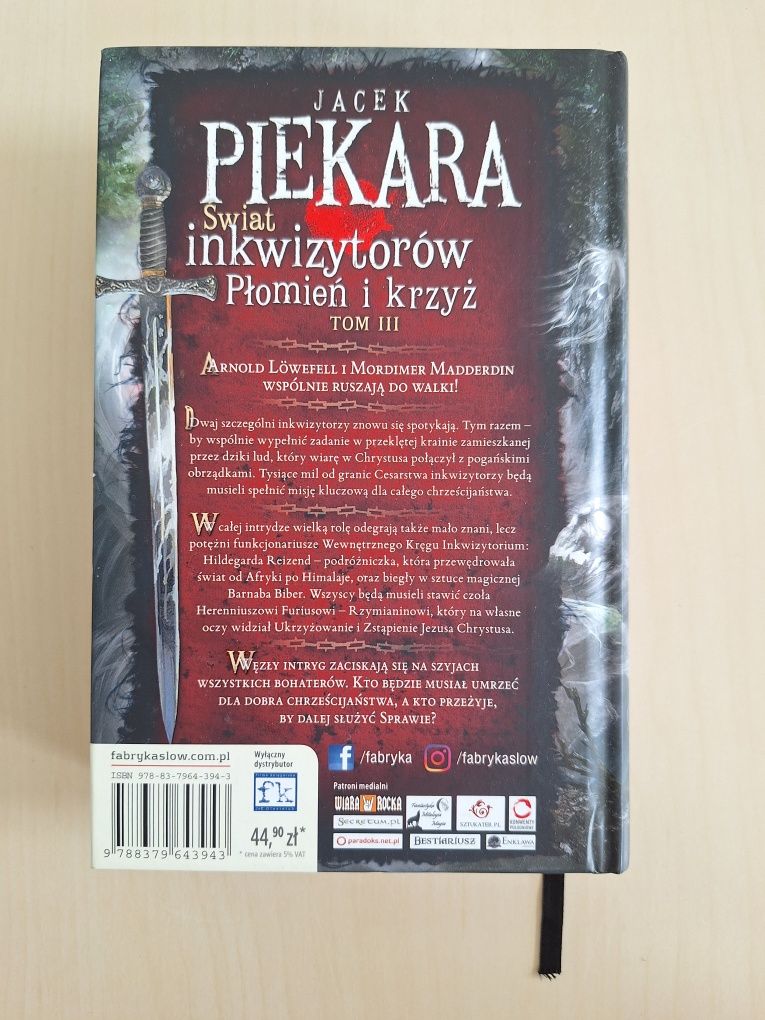 JACEK
PIEKARA
Świat
inkwizytorów
Płomień i krzyż
TOM III
ARNOLD LÖWEFELL I MORDIMER MADDERDIN
WSPÓLNIE RUSZAJĄ DO WALKI!
Dwaj szczególni inkwizytorzy znowu się spotykają. Tym razem –
by wspólnie wypełnić zadanie w przeklętej krainie zamieszkanej
przez dziki lud, który wiarę w Chrystusa połączył z pogańskimi
obrządkami. Tysiące mil od granic Cesarstwa inkwizytorzy będą
musieli spełnić misję kluczową dla całego chrześcijaństwa.
W całej intrydze wielką rolę odegrają także mało znani, lecz
potężni funkcjonariusze Wewnętrznego Kręgu Inkwizytorium:
Hildegarda Reizend – podróżniczka, która przewędrowała
świat od Afryki po Himalaje, oraz biegły w sztuce magicznej
Barnaba Biber. Wszyscy będą musieli stawić czoła
Herenniuszowi Furiusowi – Rzymianinowi, który na własne
oczy widział Ukrzyżowanie i Zstąpienie Jezusa Chrystusa.
WĘZŁY INTRYG ZACISKAJĄ SIĘ NA SZYJACH
WSZYSTKICH BOHATERÓW. KTO BĘDZIE MUSIAŁ UMRZEĆ
DLA DOBRA CHRZEŚCIJAŃSTWA, A KTO PRZEŻYJE,
BY DALEJ SŁUŻYĆ SPRAWIE?
fabrykaslow.com.pl
ISBN 978-83-7964-394-3
9 788379 643943
Wyłączny
dystrybutor
fk
44,90 zł*
* cena zawiera 5% VAT
/fabryka
/fabrykaslow
Patroni medialni
WIARA ROCKA
SECRETUM.PL
paradoks.net.pl
Fantastyka
Mitologia
Magia
SZTUKATER.PL
KONWENTY
POŁUDNIOWE
BESTIARIUSZ
ENKLAWA